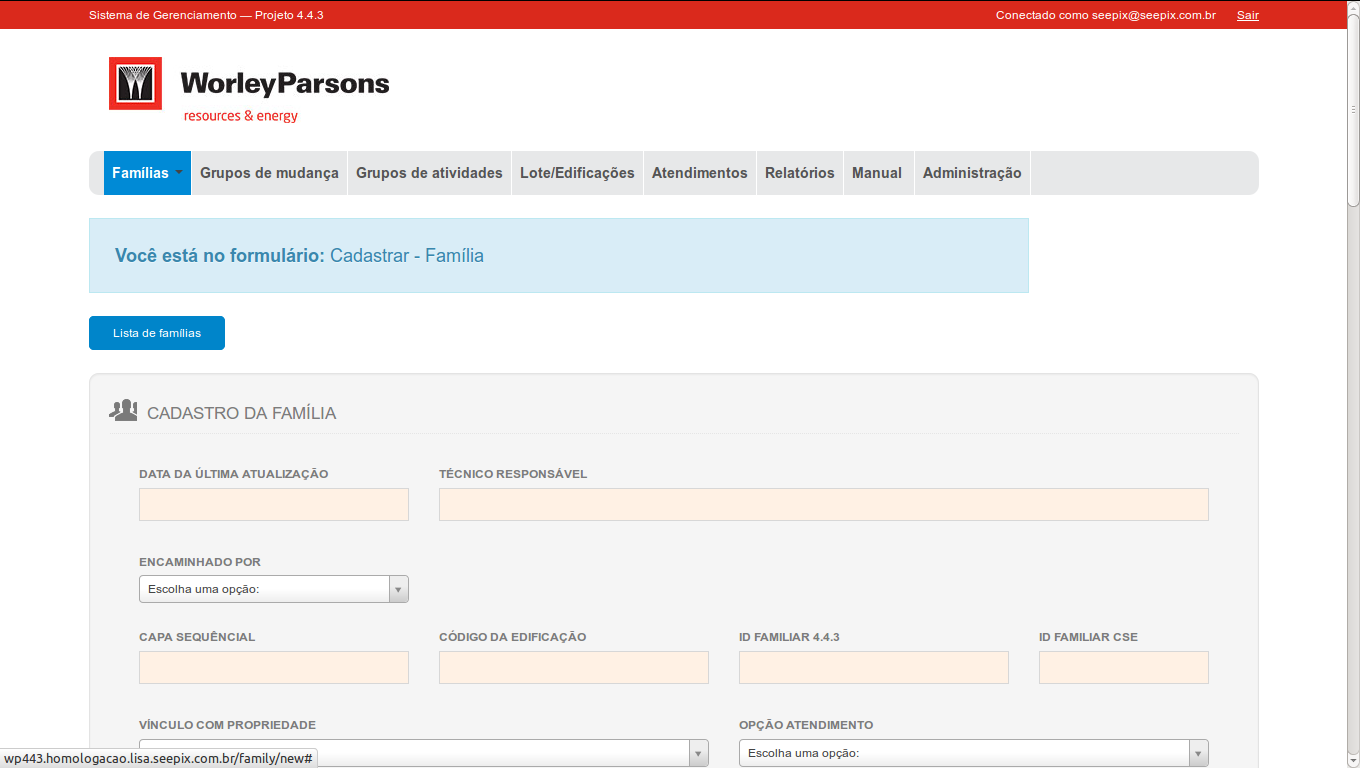 Sistema de Gerenciamento — Projeto 4.4.3 Conectado como seepix@seepix.com.br Sair
WorleyParsons
resources & energy
Famílias Grupos de mudança Grupos de atividades Lote/Edificações Atendimentos Relatórios Manual Administração
Você está no formulário: Cadastrar - Família
Lista de famílias
CADASTRO DA FAMÍLIA
DATA DA ÚLTIMA ATUALIZAÇÃO TÉCNICO RESPONSÁVEL
ENCAMINHADO POR
Escolha uma opção:
CAPA SEQUÊNCIAL CÓDIGO DA EDIFICAÇÃO ID FAMILIAR 4.4.3 ID FAMILIAR CSE
VÍNCULO COM PROPRIEDADE OPÇÃO ATENDIMENTO
Escolha uma opção:
wp443.homologacao.lisa.seepix.com.br/family/new#